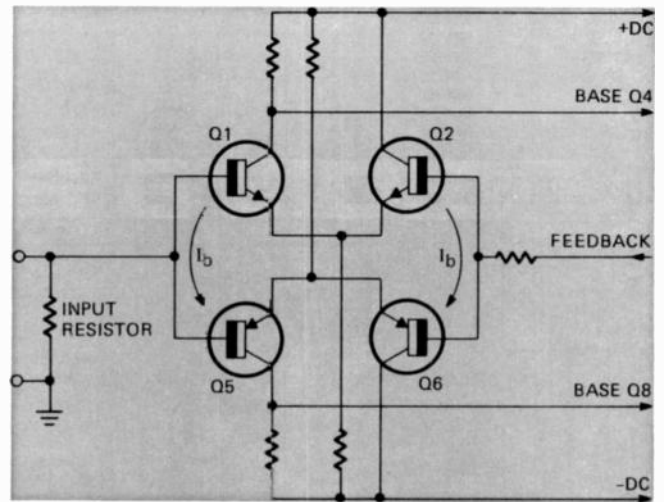 +DC
BASE Q4
Q1
Q2
FEEDBACK
Ib
Ib
INPUT
RESISTOR
Q5
Q6
BASE Q8
-DC